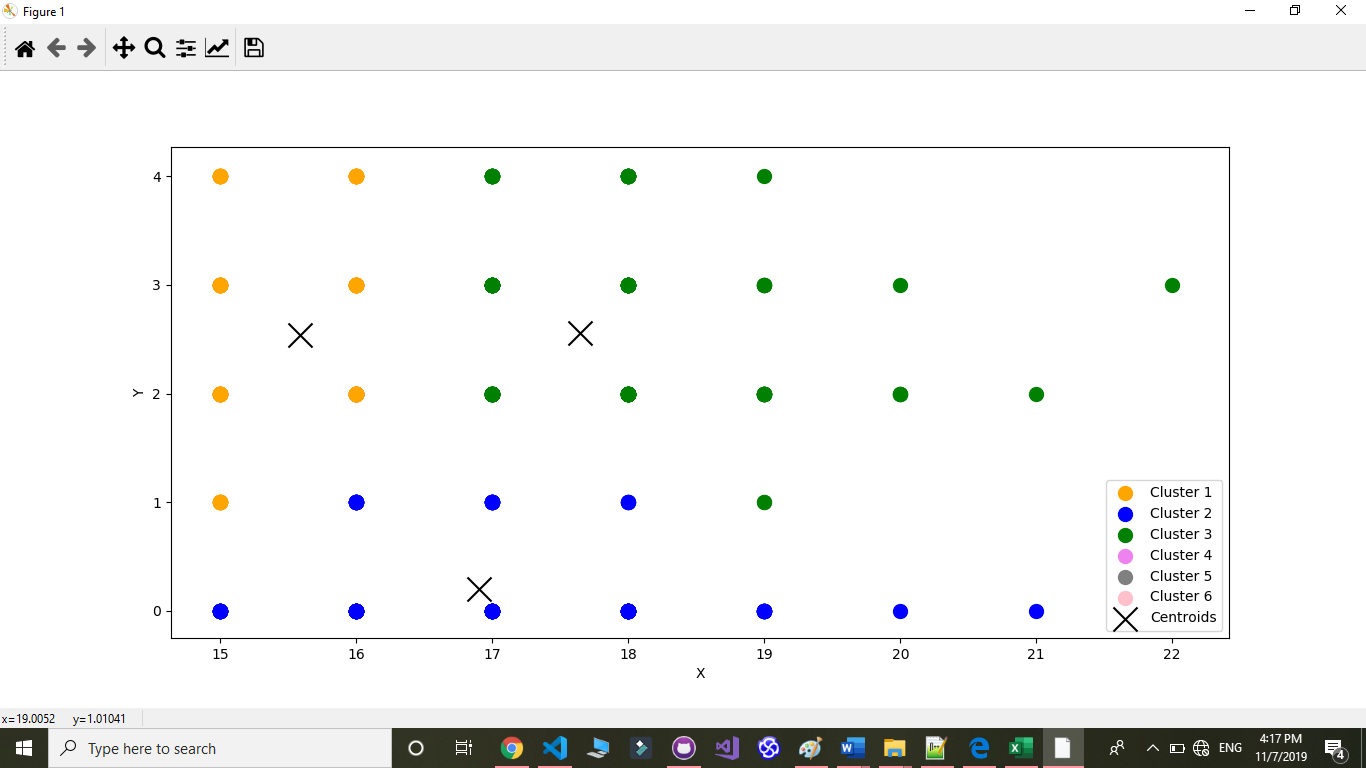 Figure 1
4
3
2
1
0
Y
15 16 17 18 19 20 21 22
X
Cluster 1
Cluster 2
Cluster 3
Cluster 4
Cluster 5
Cluster 6
Centroids
x=19.0052 y=1.01041
Type here to search
ENG
4:17 PM
11/7/2019
4